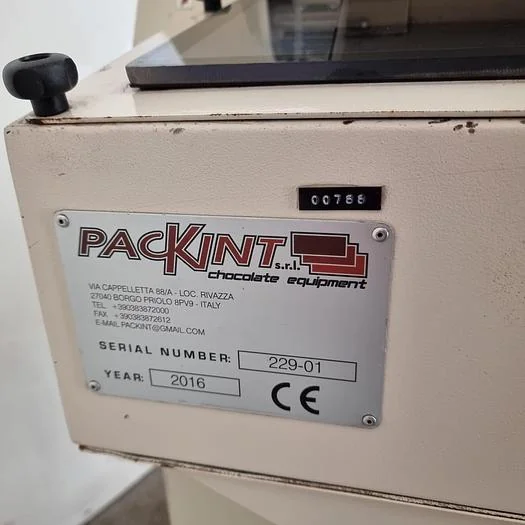 00788
PACKINT s.r.l.
chocolate equipment
VIA CAPPELLETTA 88/A - LOC. RIVAZZA
27040 BORGO PRIOLO 8PV9 - ITALY
TEL +390383872000
FAX +390383872612
E-MAIL PACKINT@GMAIL.COM
SERIAL NUMBER: 229-01
YEAR: 2016
CE